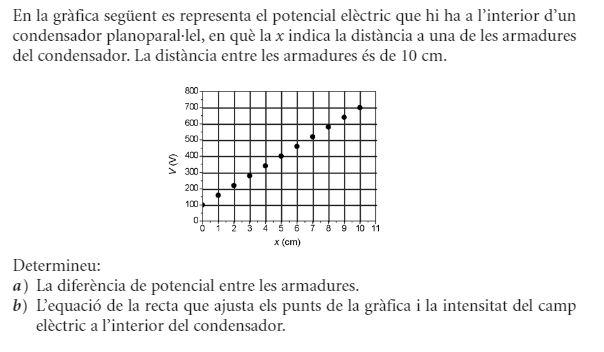 En la gràfica següent es representa el potencial elèctric que hi ha a l’interior d’un
condensador planoparal·lel, en què la x indica la distància a una de les armadures
del condensador. La distància entre les armadures és de 10 cm.
800
700
600
500
400
300
200
100
0
V (V)
0 1 2 3 4 5 6 7 8 9 10 11
x (cm)
Determineu:
a) La diferència de potencial entre les armadures.
b) L’equació de la recta que ajusta els punts de la gràfica i la intensitat del camp
elèctric a l’interior del condensador.